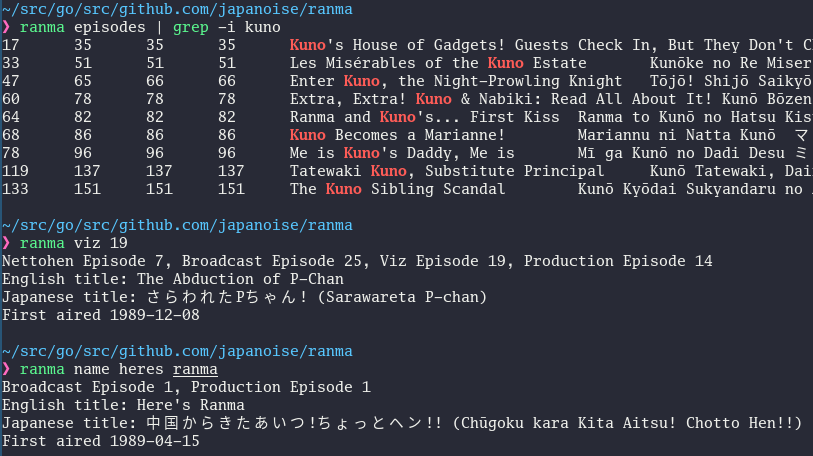 ~/src/go/src/github.com/japanoise/ranma
❯ ranma episodes | grep -i kuno
17 35 35 35 Kuno's House of Gadgets! Guests Check In, But They Don't
33 51 51 51 Les Misérables of the Kuno Estate Kunōke no Re Miser
47 65 66 66 Enter Kuno, the Night-Prowling Knight Tōjō! Shijō Saikyō
60 78 78 78 Extra, Extra! Kuno & Nabiki: Read All About It! Kunō Bōzen
64 82 82 82 Ranma and Kuno's... First Kiss Ranma to Kunō no Hatsu Kis
68 86 86 86 Kuno Becomes a Marianne! Mariannu ni Natta Kunō マ
78 96 96 96 Me is Kuno's Daddy, Me is Mī ga Kunō no Dadi Desu ミ
119 137 137 137 Tatewaki Kuno, Substitute Principal Kunō Tatewaki, Dai
133 151 151 151 The Kuno Sibling Scandal Kunō Kyōdai Sukyandaru no
~/src/go/src/github.com/japanoise/ranma
❯ ranma viz 19
Nettohen Episode 7, Broadcast Episode 25, Viz Episode 19, Production Episode 14
English title: The Abduction of P-Chan
Japanese title: さらわれたPちゃん! (Sarawareta P-chan)
First aired 1989-12-08
~/src/go/src/github.com/japanoise/ranma
❯ ranma name heres ranma
Broadcast Episode 1, Production Episode 1
English title: Here's Ranma
Japanese title: 中国からきたあいつ!ちょっとヘン!! (Chūgoku kara Kita Aitsu! Chotto Hen!!)
First aired 1989-04-15